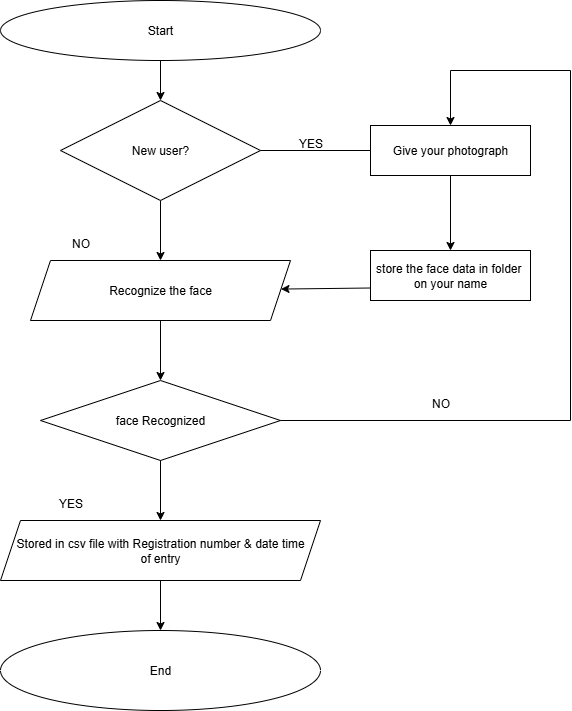 Start
New user?
YES
Give your photograph
NO
store the face data in folder
on your name
Recognize the face
face Recognized
NO
YES
Stored in csv file with Registration number & date time
of entry
End